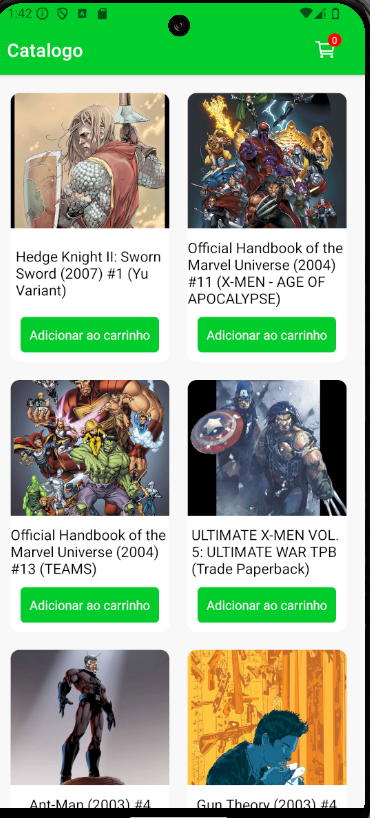 1:42
Catalogo
0
Hedge Knight II: Sworn
Sword (2007) #1 (Yu
Variant)
Adicionar ao carrinho
Official Handbook of the
Marvel Universe (2004)
#11 (X-MEN - AGE OF
APOCALYPSE)
Adicionar ao carrinho
Official Handbook of the
Marvel Universe (2004)
#13 (TEAMS)
Adicionar ao carrinho
ULTIMATE X-MEN VOL.
5: ULTIMATE WAR TPB
(Trade Paperback)
Adicionar ao carrinho
Ant-Man (2003) #4
Gun Theory (2003) #4